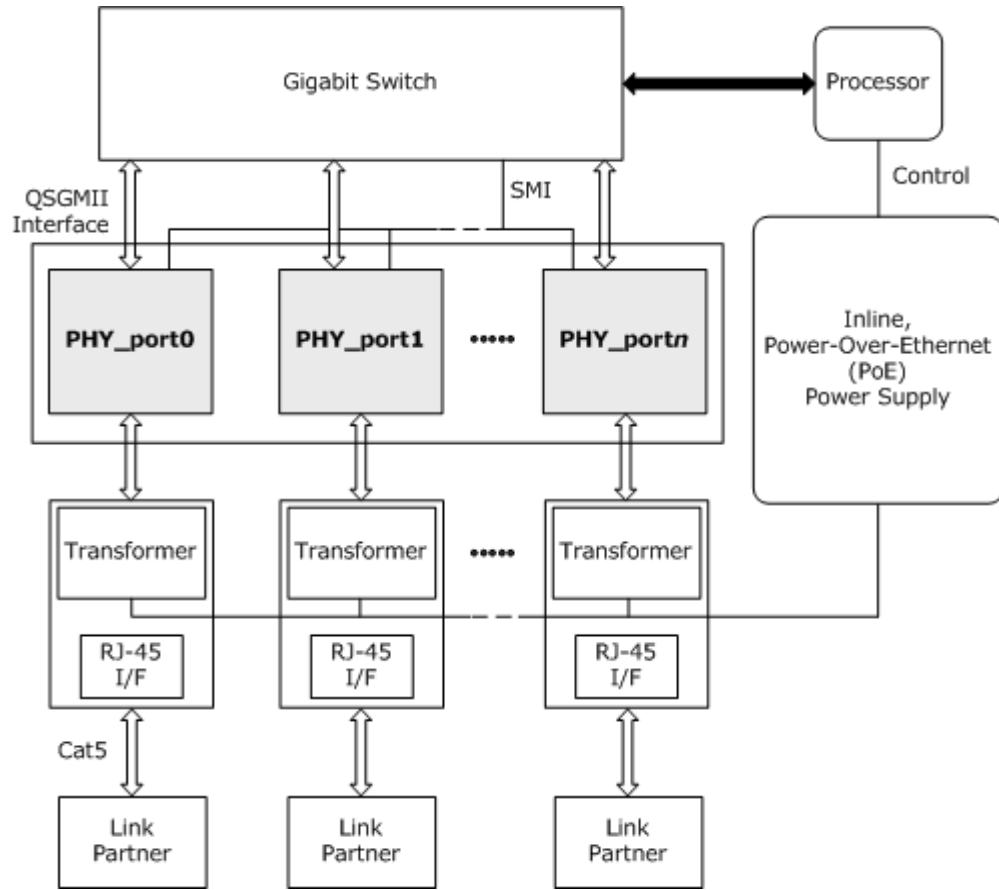 Gigabit Switch
Processor
QSGMII
Interface
SMI
Control
PHY_port0
PHY_port1
PHY_portn
Inline,
Power-Over-Ethernet
(PoE)
Power Supply
Transformer
Transformer
Transformer
RJ-45
I/F
RJ-45
I/F
RJ-45
I/F
Cat5
Link
Partner
Link
Partner
Link
Partner